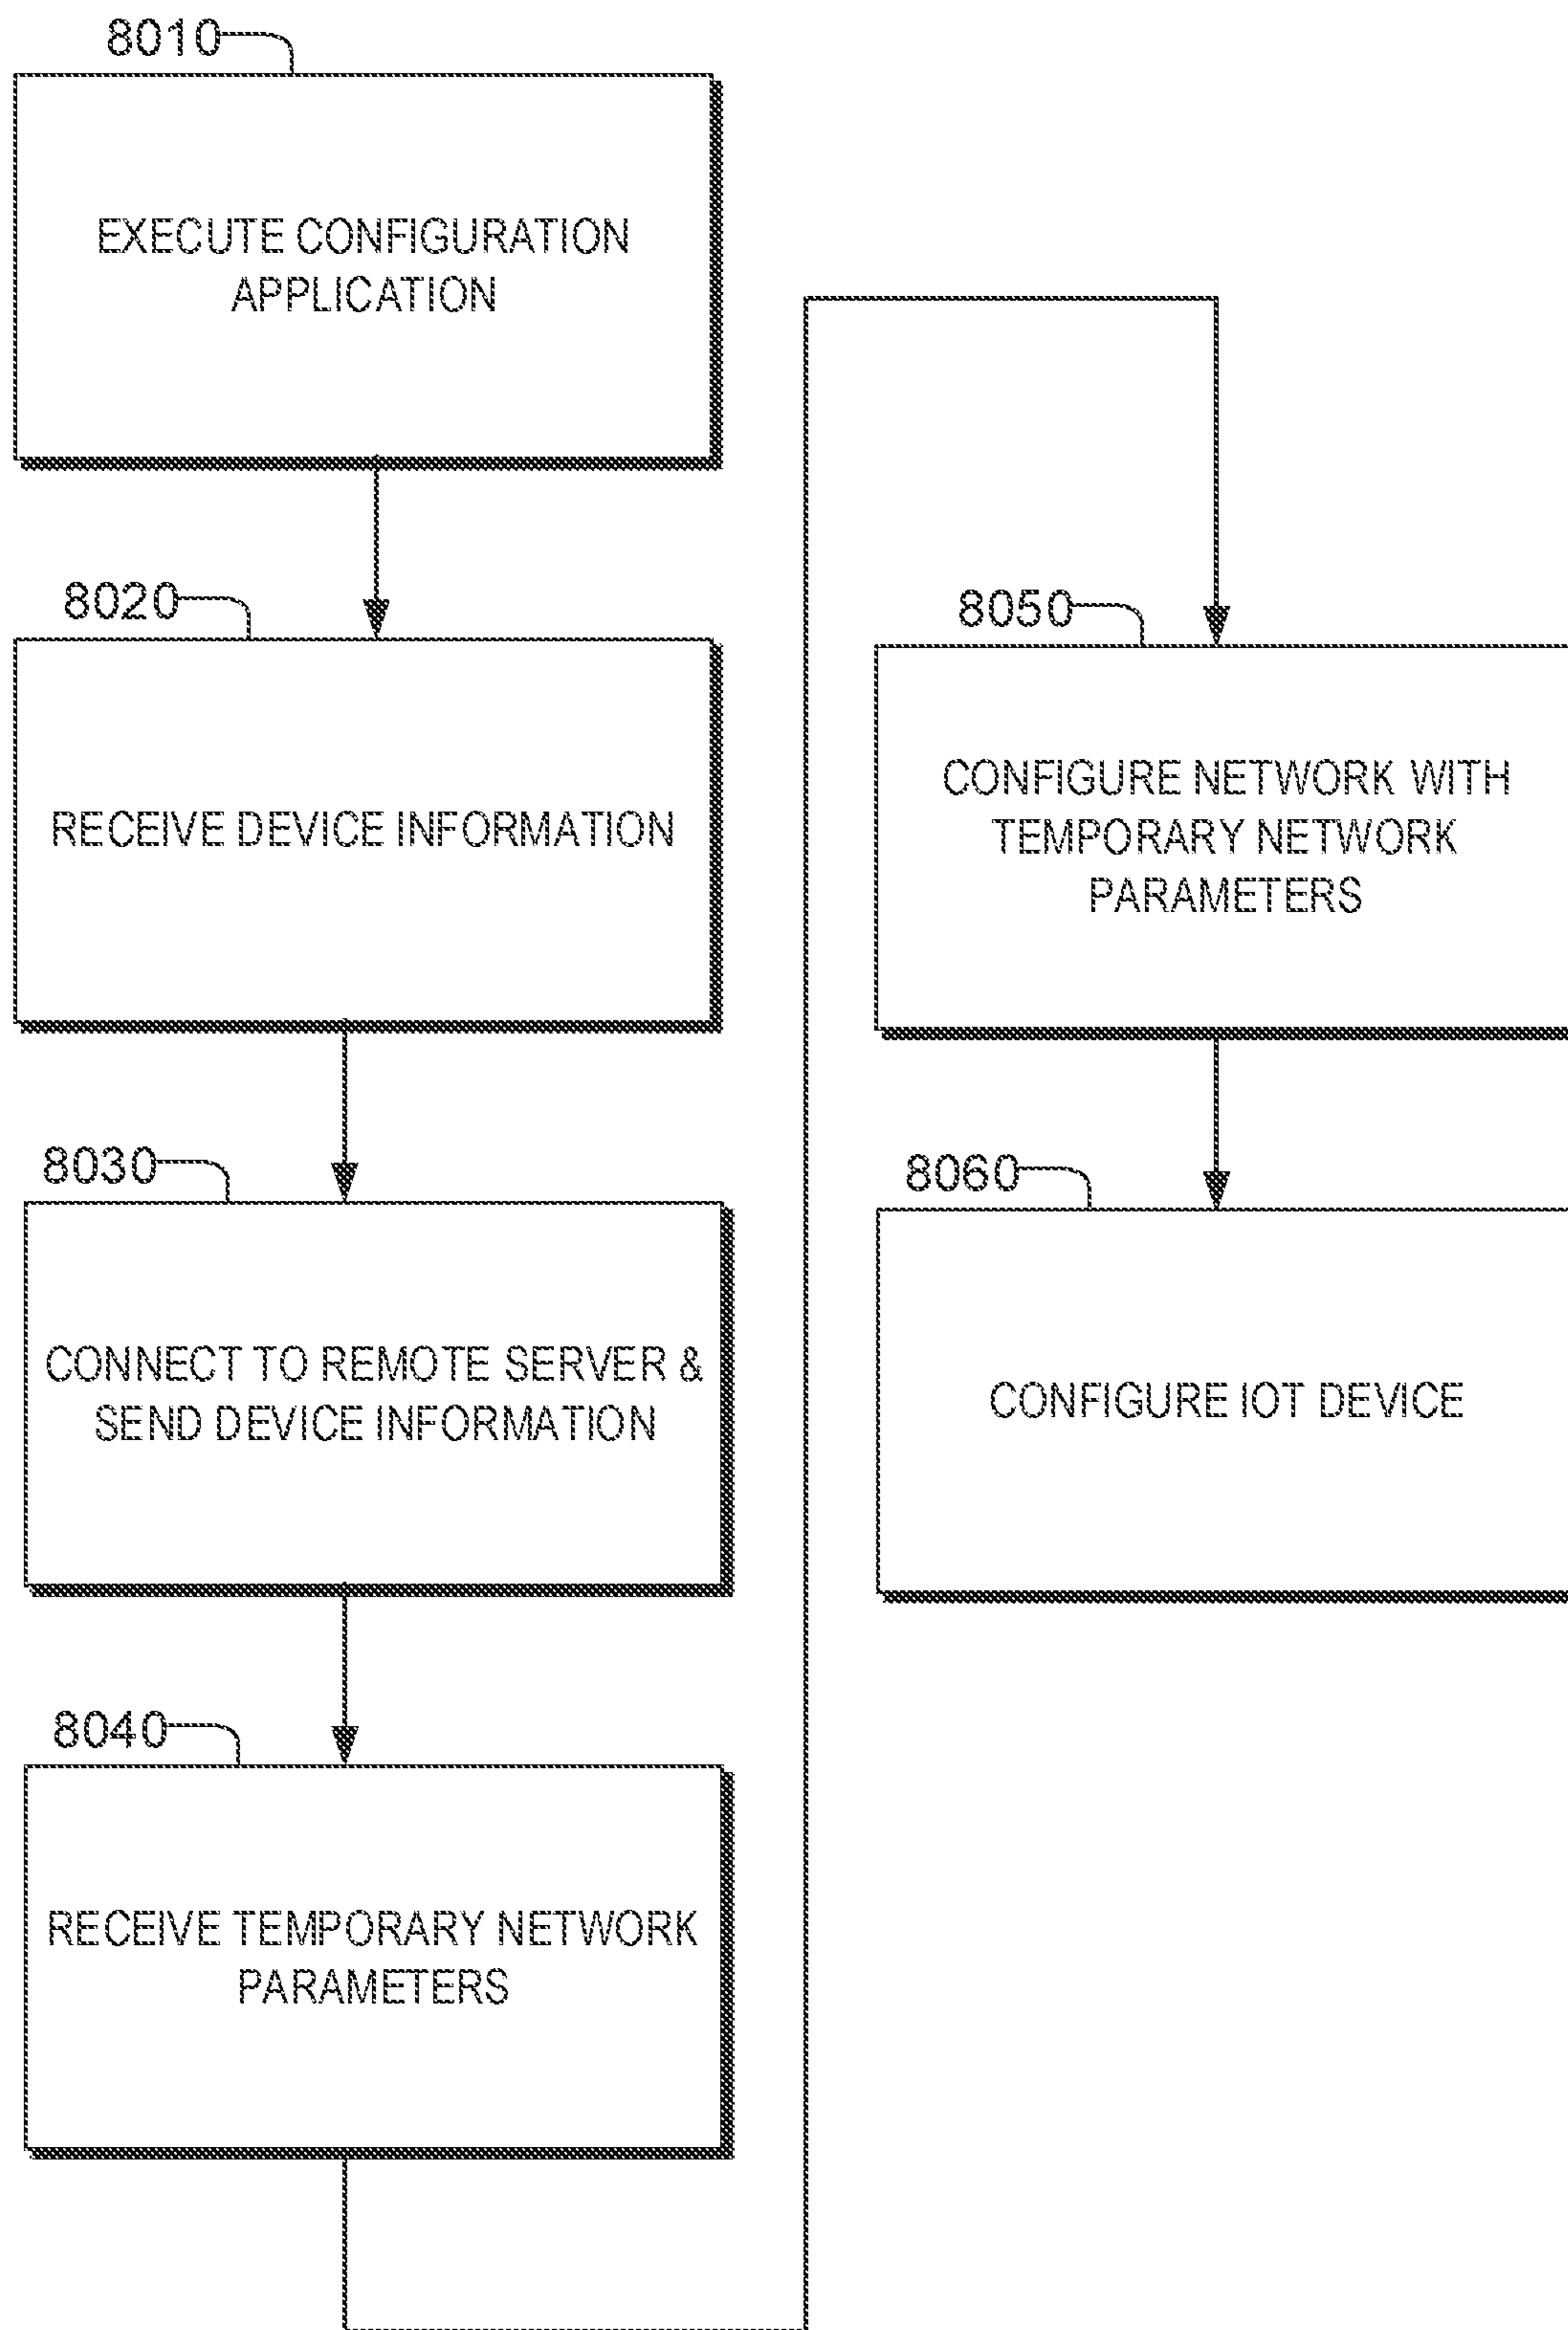 8010
EXECUTE CONFIGURATION
APPLICATION
8020
RECEIVE DEVICE INFORMATION
8030
CONNECT TO REMOTE SERVER &
SEND DEVICE INFORMATION
8040
RECEIVE TEMPORARY NETWORK
PARAMETERS
8050
CONFIGURE NETWORK WITH
TEMPORARY NETWORK
PARAMETERS
8060
CONFIGURE IOT DEVICE